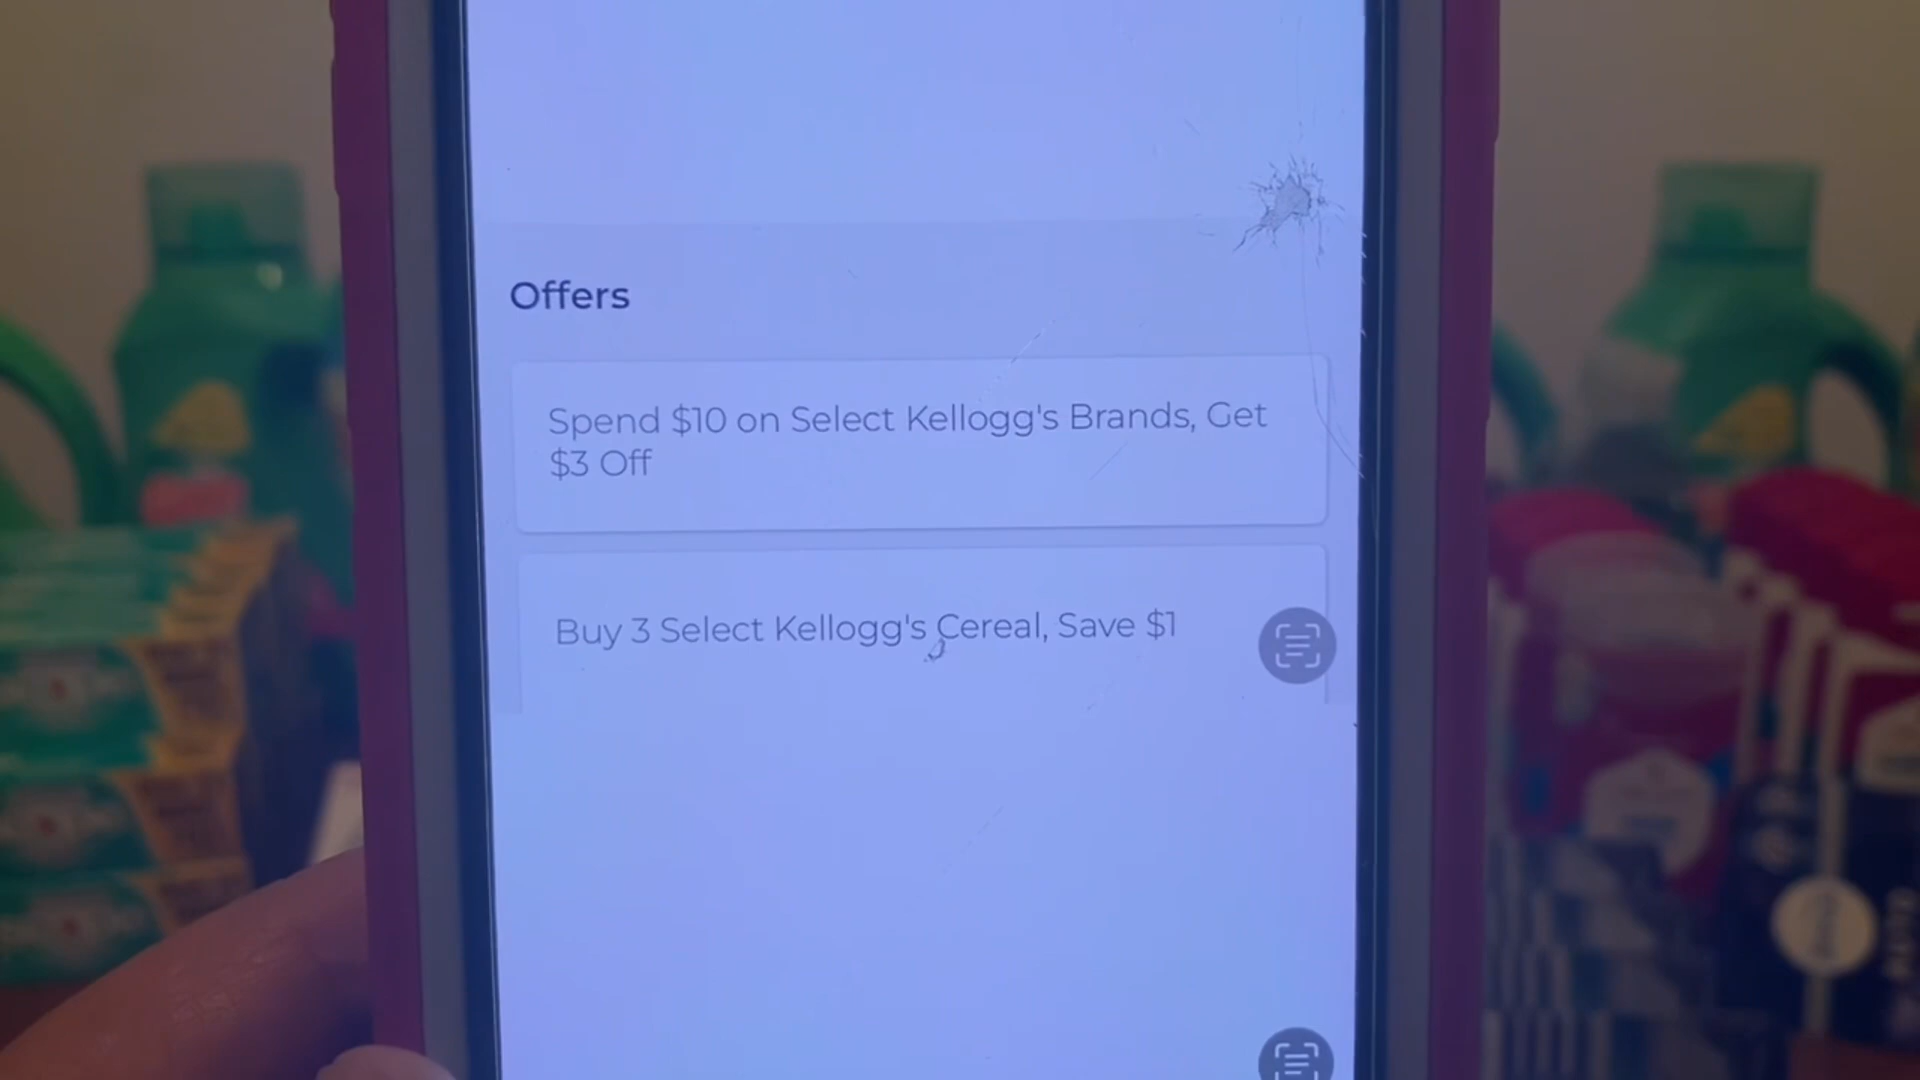 Offers
Spend $10 on Select Kellogg's Brands, Get
$3 Off
Buy 3 Select Kellogg's Cereal, Save $1